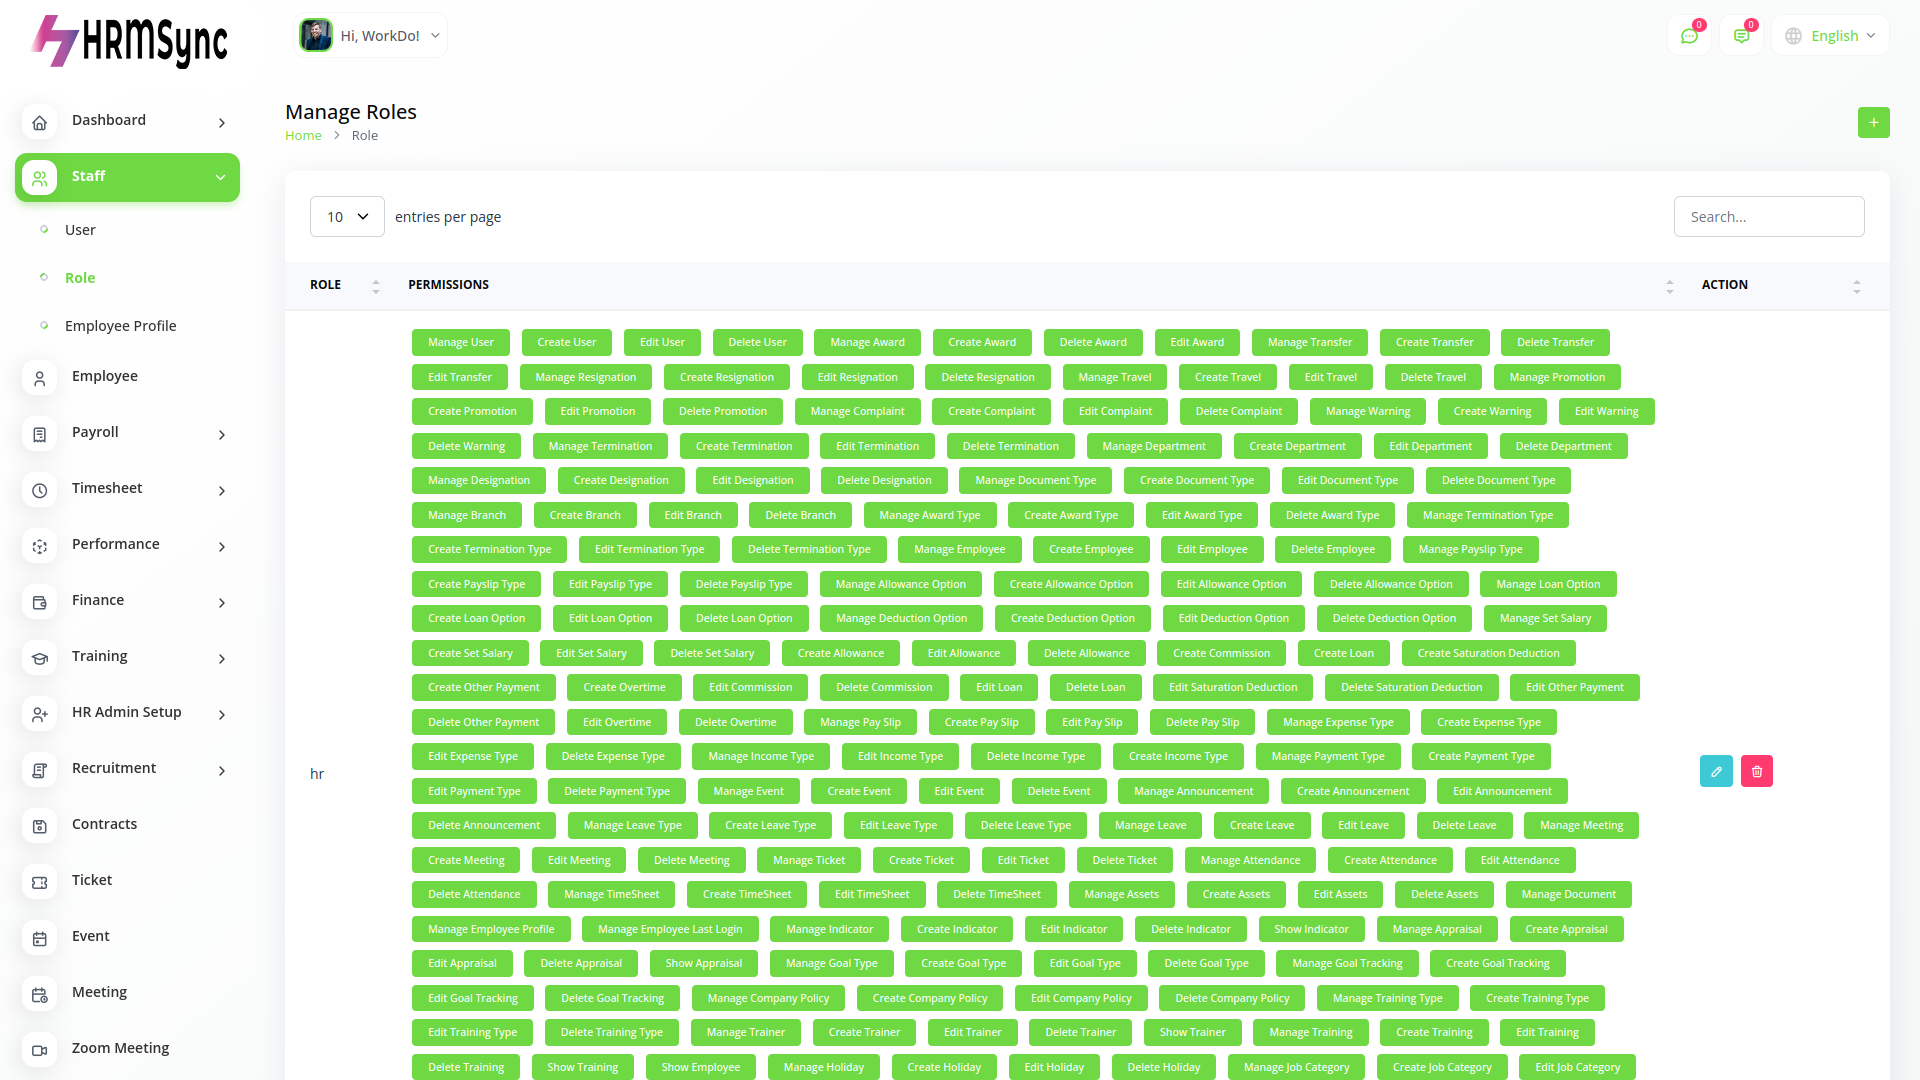 HRMSync
Hi, WorkDo!
0
0
English
Dashboard
Staff
User
Role
Employee Profile
Employee
Payroll
Timesheet
Performance
Finance
Training
HR Admin Setup
Recruitment
Contracts
Ticket
Event
Meeting
Zoom Meeting
Manage Roles
Home > Role
+
10 entries per page
Search...
ROLE PERMISSIONS ACTION
hr
Manage User Create User Edit User Delete User Manage Award Create Award Delete Award Edit Award Manage Transfer Create Transfer Delete Transfer
Edit Transfer Manage Resignation Create Resignation Edit Resignation Delete Resignation Manage Travel Create Travel Edit Travel Delete Travel Manage Promotion
Create Promotion Edit Promotion Delete Promotion Manage Complaint Create Complaint Edit Complaint Delete Complaint Manage Warning Create Warning Edit Warning
Delete Warning Manage Termination Create Termination Edit Termination Delete Termination Manage Department Create Department Edit Department Delete Department
Manage Designation Create Designation Edit Designation Delete Designation Manage Document Type Create Document Type Edit Document Type Delete Document Type
Manage Branch Create Branch Edit Branch Delete Branch Manage Award Type Create Award Type Edit Award Type Delete Award Type Manage Termination Type
Create Termination Type Edit Termination Type Delete Termination Type Manage Employee Create Employee Edit Employee Delete Employee Manage Payslip Type
Create Payslip Type Edit Payslip Type Delete Payslip Type Manage Allowance Option Create Allowance Option Edit Allowance Option Delete Allowance Option Manage Loan Option
Create Loan Option Edit Loan Option Delete Loan Option Manage Deduction Option Create Deduction Option Edit Deduction Option Delete Deduction Option Manage Set Salary
Create Set Salary Edit Set Salary Delete Set Salary Create Allowance Edit Allowance Delete Allowance Create Commission Create Loan Create Saturation Deduction
Create Other Payment Create Overtime Edit Commission Delete Commission Edit Loan Delete Loan Edit Saturation Deduction Delete Saturation Deduction Edit Other Payment
Delete Other Payment Edit Overtime Delete Overtime Manage Pay Slip Create Pay Slip Edit Pay Slip Delete Pay Slip Manage Expense Type Create Expense Type
Edit Expense Type Delete Expense Type Manage Income Type Edit Income Type Delete Income Type Create Income Type Manage Payment Type Create Payment Type
Edit Payment Type Delete Payment Type Manage Event Create Event Edit Event Delete Event Manage Announcement Create Announcement Edit Announcement
Delete Announcement Manage Leave Type Create Leave Type Edit Leave Type Delete Leave Type Manage Leave Create Leave Edit Leave Delete Leave Manage Meeting
Create Meeting Edit Meeting Delete Meeting Manage Ticket Create Ticket Edit Ticket Delete Ticket Manage Attendance Create Attendance Edit Attendance
Delete Attendance Manage TimeSheet Create TimeSheet Edit TimeSheet Delete TimeSheet Manage Assets Create Assets Edit Assets Delete Assets Manage Document
Manage Employee Profile Manage Employee Last Login Manage Indicator Create Indicator Edit Indicator Delete Indicator Show Indicator Manage Appraisal Create Appraisal
Edit Appraisal Delete Appraisal Show Appraisal Manage Goal Type Create Goal Type Edit Goal Type Delete Goal Type Manage Goal Tracking Create Goal Tracking
Edit Goal Tracking Delete Goal Tracking Manage Company Policy Create Company Policy Edit Company Policy Delete Company Policy Manage Training Type Create Training Type
Edit Training Type Delete Training Type Manage Trainer Create Trainer Edit Trainer Delete Trainer Show Trainer Manage Training Create Training Edit Training
Delete Training Show Training Show Employee Manage Holiday Create Holiday Edit Holiday Delete Holiday Manage Job Category Create Job Category Edit Job Category